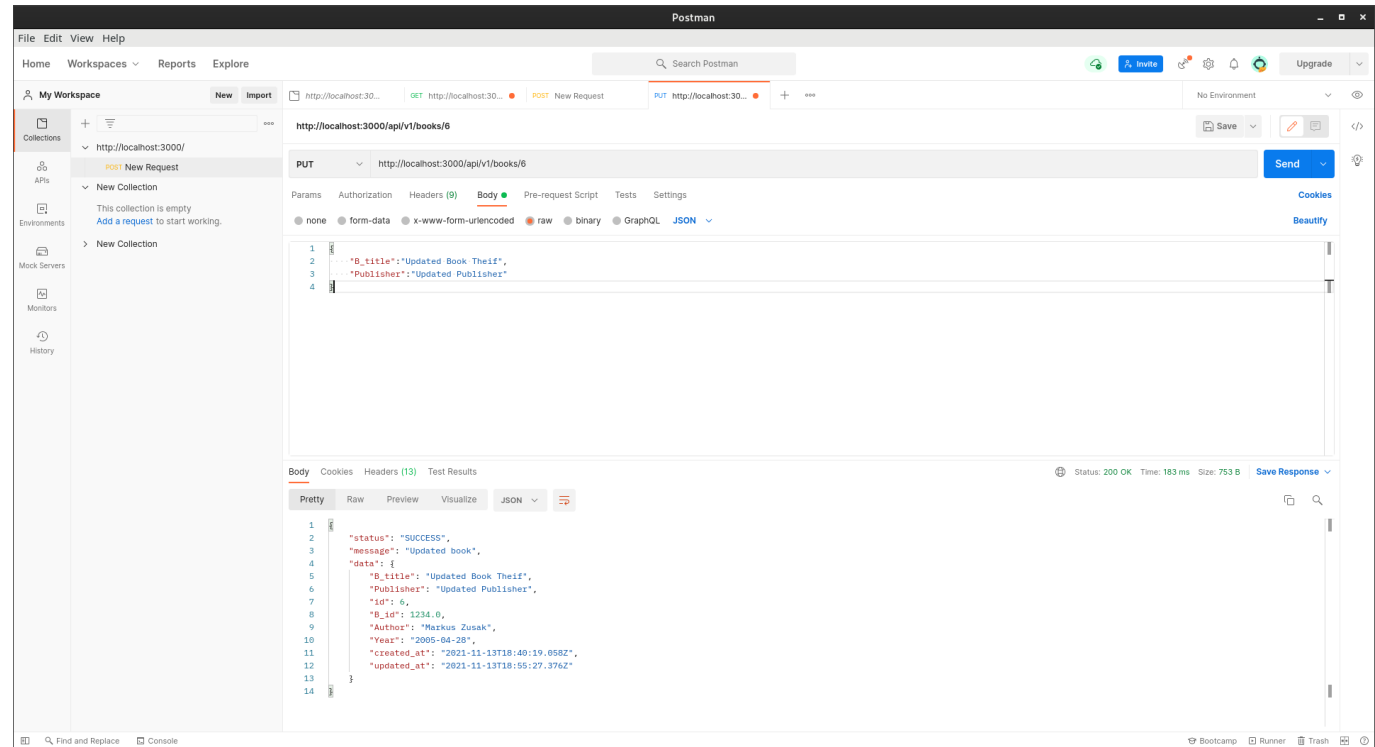 Postman
File Edit View Help
Home Workspaces Reports Explore
Search Postman
Invite
Upgrade
My Workspace
New Import
http://localhost:30...
GET http://localhost:30...
POST New Request
PUT http://localhost:30...
No Environment
Collections
APIs
Environments
Mock Servers
Monitors
History
http://localhost:3000/
POST New Request
New Collection
This collection is empty
Add a request to start working.
New Collection
http://localhost:3000/api/v1/books/6
Save
PUT http://localhost:3000/api/v1/books/6
Send
Params Authorization Headers (9) Body Pre-request Script Tests Settings
Cookies
none form-data x-www-form-urlencoded raw binary GraphQL JSON
Beautify
1 {
2 "B_title":"Updated Book Theif",
3 "Publisher":"Updated Publisher"
4 }
Body Cookies Headers (13) Test Results
Status: 200 OK Time: 183 ms Size: 753 B Save Response
Pretty Raw Preview Visualize JSON
1 {
2 "status": "SUCCESS",
3 "message": "Updated book",
4 "data": {
5 "B_title": "Updated Book Theif",
6 "Publisher": "Updated Publisher",
7 "id": 6,
8 "B_id": 1234.0,
9 "Author": "Markus Zusak",
10 "Year": "2005-04-28",
11 "created_at": "2021-11-13T18:40:19.058Z",
12 "updated_at": "2021-11-13T18:55:27.376Z"
13 }
14 }
Find and Replace Console
Bootcamp Runner Trash